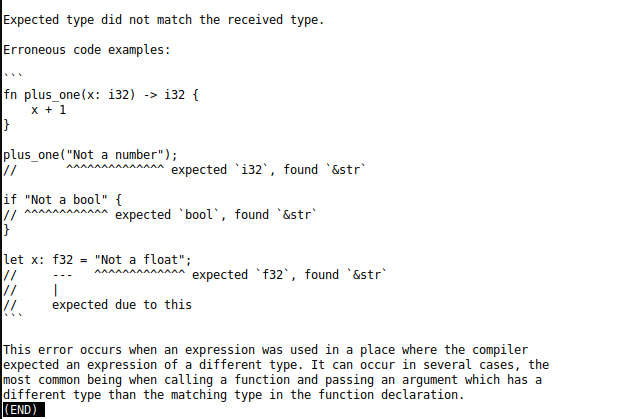 Expected type did not match the received type.

Erroneous code examples:

```
fn plus_one(x: i32) -> i32 {
    x + 1
}

plus_one("Not a number");
//       ^^^^^^^^^^^^^^ expected `i32`, found `&str`

if "Not a bool" {
// ^^^^^^^^^^^^ expected `bool`, found `&str`
}

let x: f32 = "Not a float";
//     ---   ^^^^^^^^^^^^^ expected `f32`, found `&str`
//     |
//     expected due to this
```

This error occurs when an expression was used in a place where the compiler
expected an expression of a different type. It can occur in several cases, the
most common being when calling a function and passing an argument which has a
different type than the matching type in the function declaration.
(END)